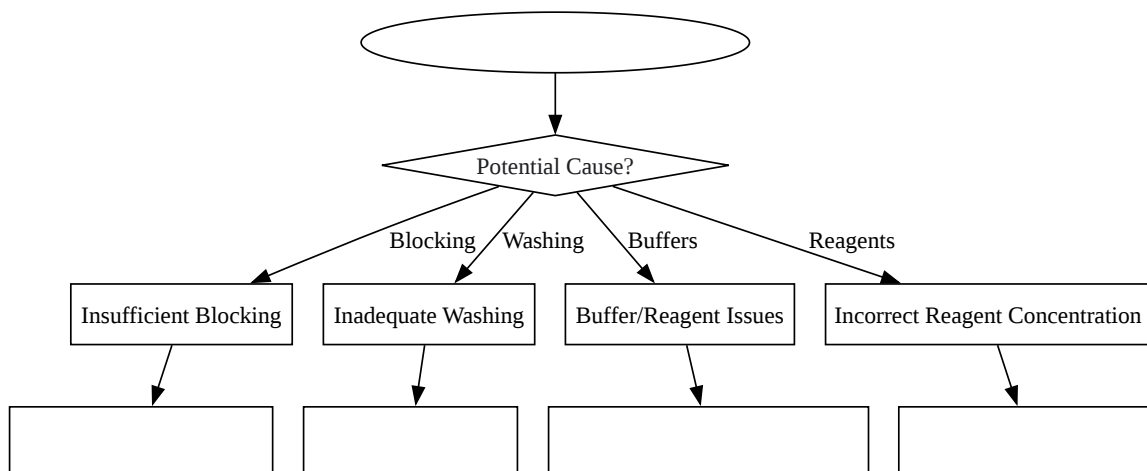 Potential Cause?
Blocking
Washing
Buffers
Reagents
Insufficient Blocking
Inadequate Washing
Buffer/Reagent Issues
Incorrect Reagent Concentration